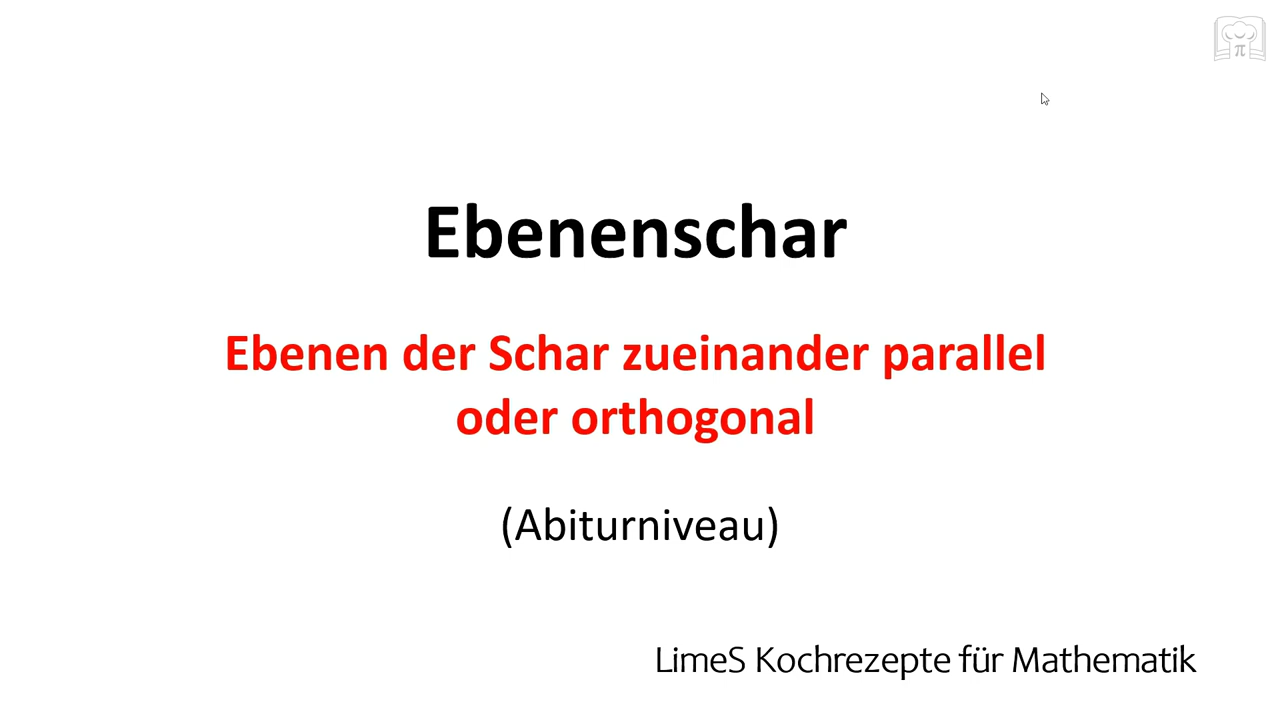 π
Ebenenschar
Ebenen der Schar zueinander parallel
oder orthogonal
(Abiturniveau)
LimeS Kochrezepte für Mathematik